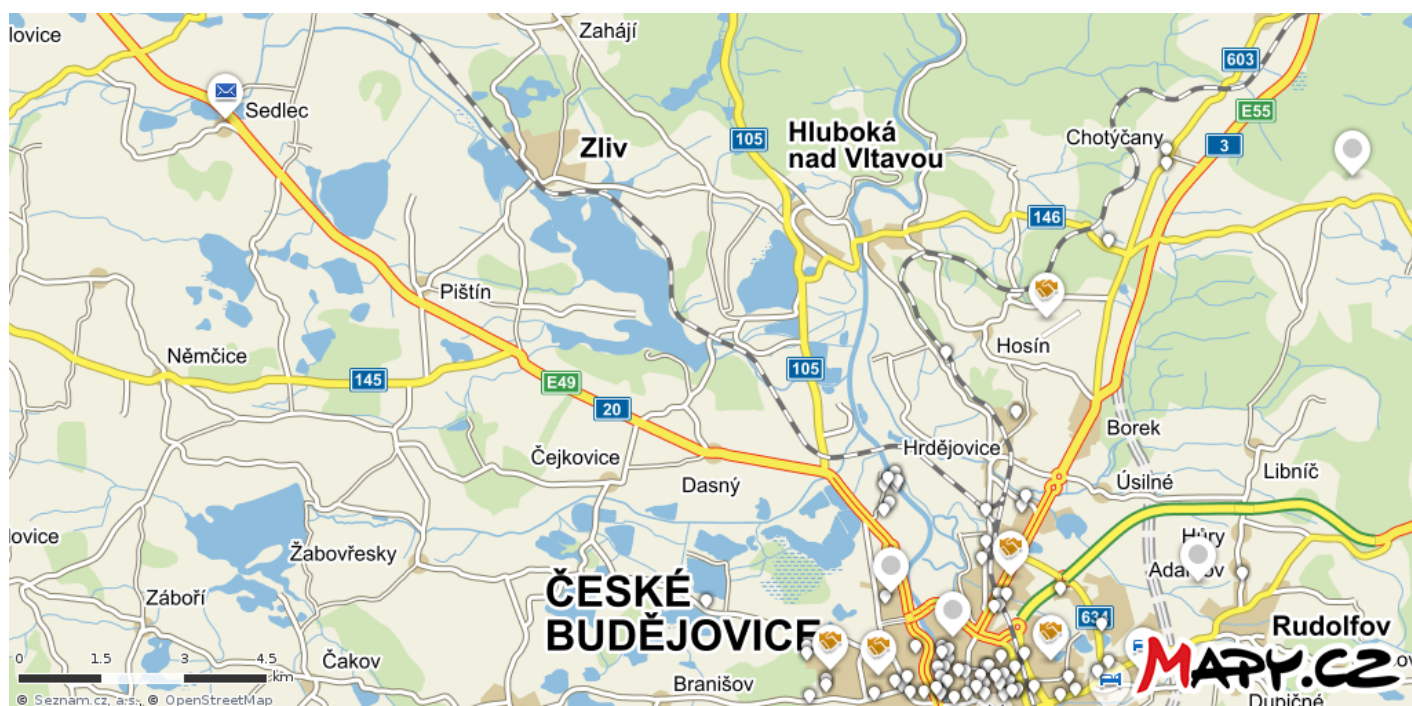 lovice
Zahájí
603
Sedlec
E55
105
Hluboká
nad Vltavou
Chotýčany
3
Zliv
146
Pištín
Hosín
Němčice
145
E49
105
20
Borek
Čejkovice
Hrdějovice
Libníč
Dasný
Úsilné
lovice
Žabovřesky
Hůry
Záboří
ČESKÉ
BUDĚJOVICE
634
Rudolfov
Čakov
Branišov
MAPY.CZ
Dubičné
0 1.5 3 4.5
km
© Seznam.cz, a.s., © OpenStreetMap